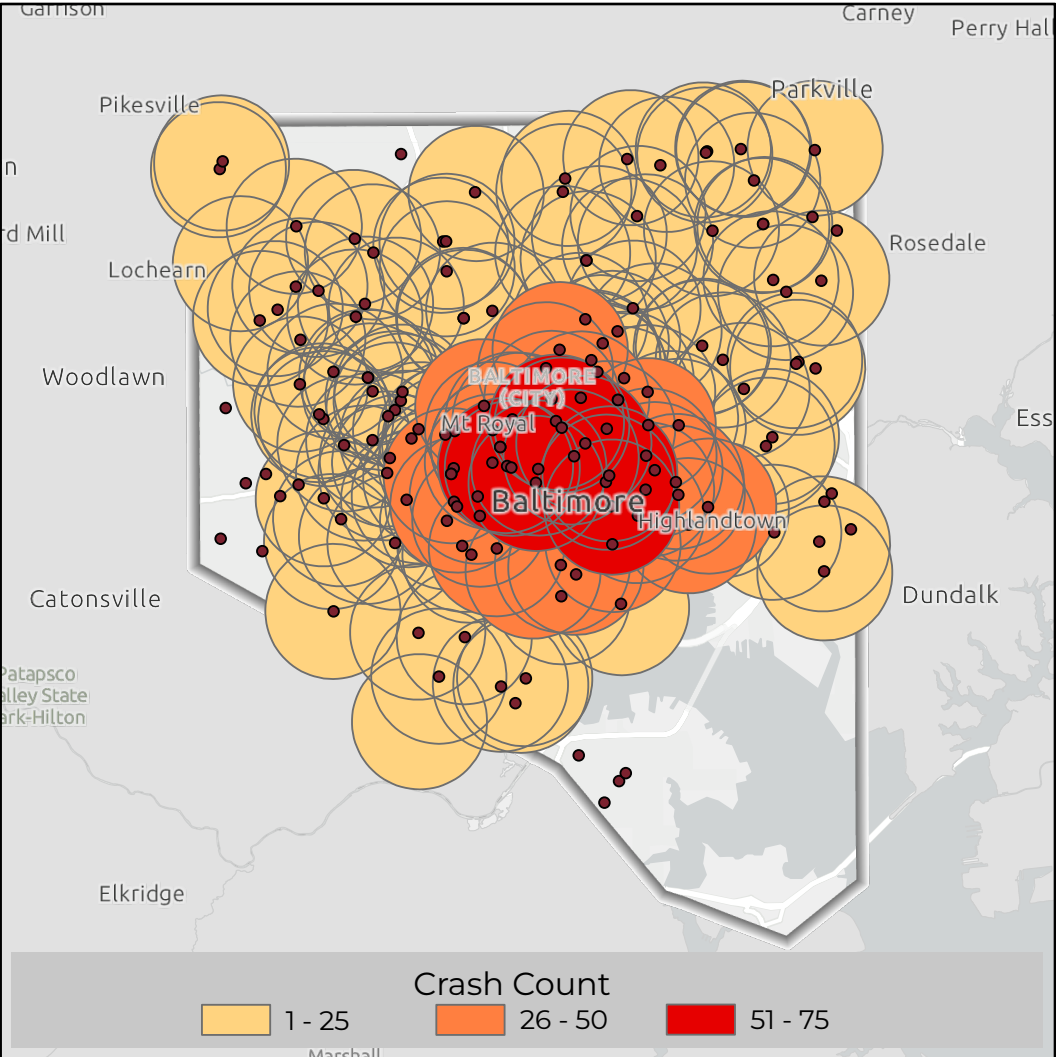 Garrison
Carney
Perry Hall
Pikesville
Parkville
n
rd Mill
Rosedale
Lochearn
Woodlawn
BALTIMORE
(CITY)
Mt Royal
Ess
Baltimore
Highlandtown
Catonsville
Dundalk
Patapsco
alley State
ark-Hilton
Elkridge
Crash Count
1 - 25
26 - 50
51 - 75
Marshall